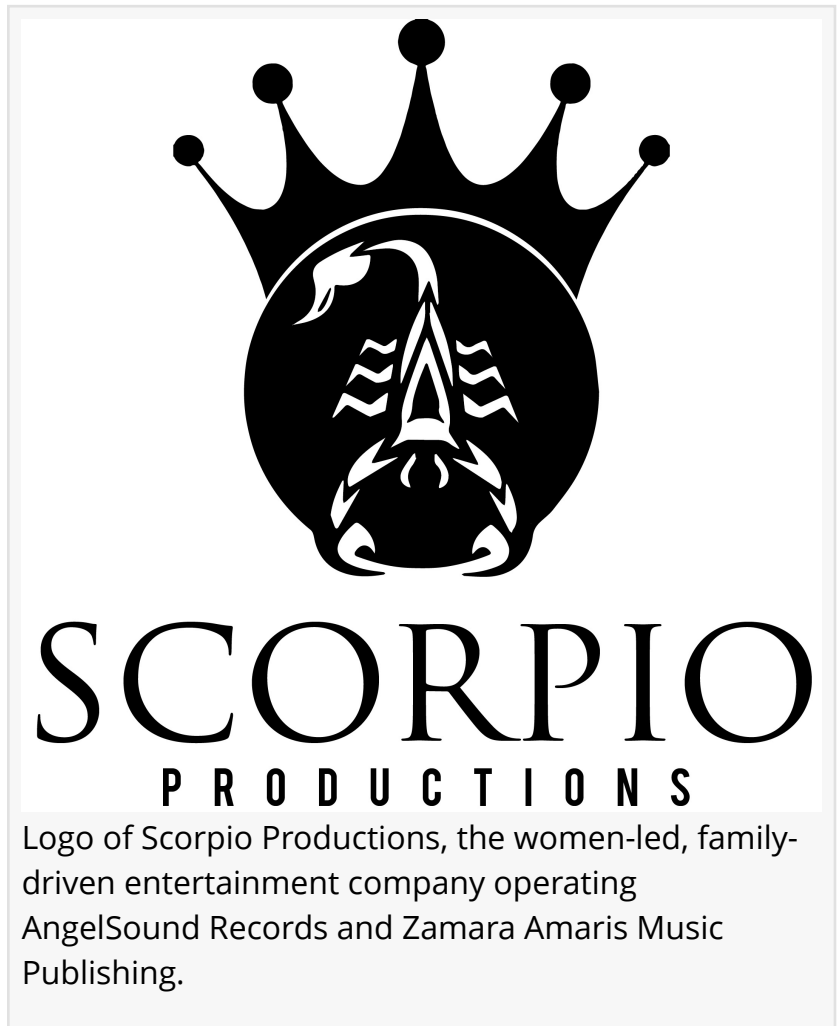 SCORPIO
PRODUCTIONS
Logo of Scorpio Productions, the women-led, family-
driven entertainment company operating
AngelSound Records and Zamara Amaris Music
Publishing.